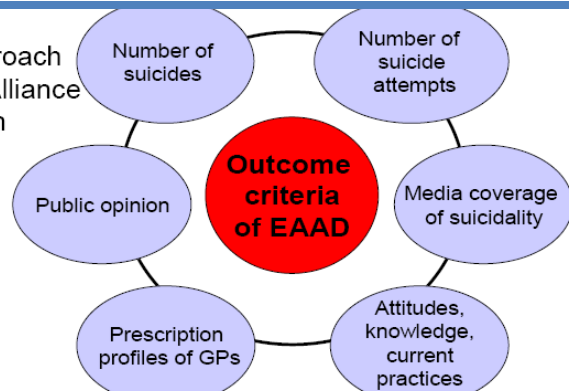 roach
Alliance
n
Number of
suicides
Number of
suicide
attempts
Public opinion
Outcome
criteria
of EAAD
Media coverage
of suicidality
Prescription
profiles of GPs
Attitudes,
knowledge,
current
practices